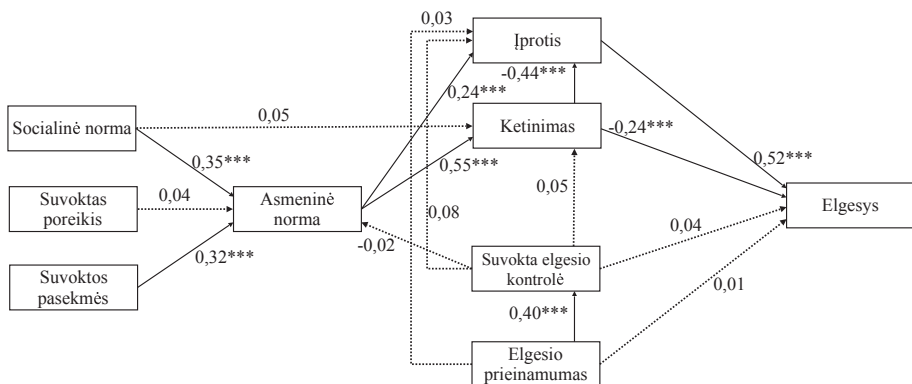 0,03
Įprotis
-0,44***
0,24***
Socialinė norma
0,05
Ketinimas
-0,24***
0,35***
0,55***
0,52***
Suvoktas
poreikis
0,04
Asmeninė
norma
0,05
Elgesys
0,08
-0,02
0,04
0,32***
Suvokta elgesio
kontrolė
Suvoktos
pasekmės
0,01
0,40***
Elgesio
prieinamumas